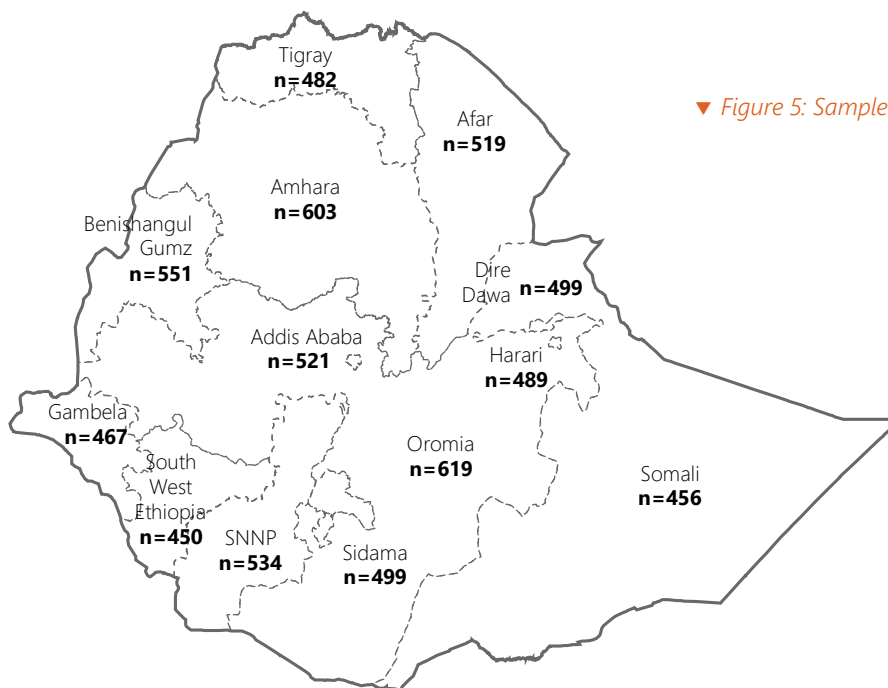 Tigray
n=482
▼ Figure 5: Sample
Afar
n=519
Amhara
n=603
Benishangul
Gumz
n=551
Dire
Dawa
n=499
Addis Ababa
n=521
Harari
n=489
Gambela
n=467
Oromia
n=619
South
West
Ethiopia
n=450
Somali
n=456
SNNP
n=534
Sidama
n=499